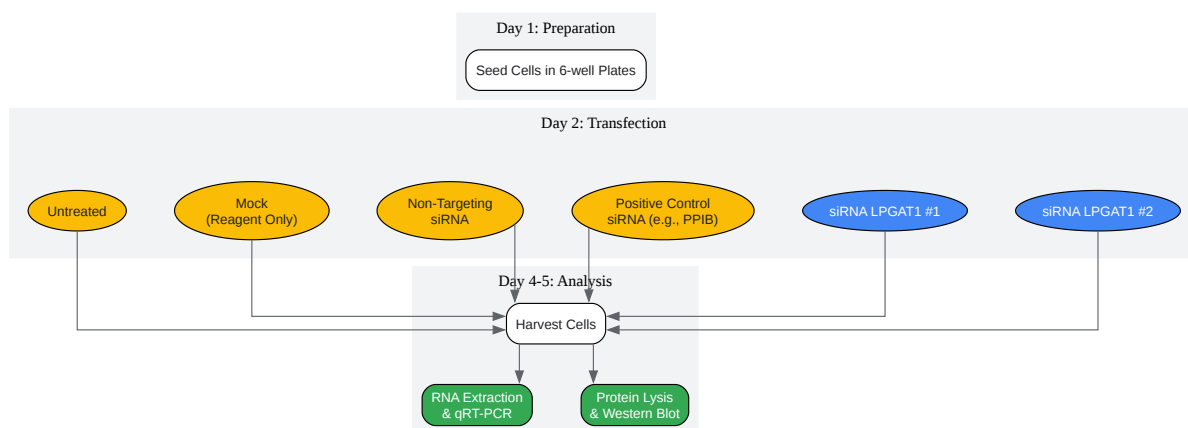 Day 1: Preparation
Seed Cells in 6-well Plates
Day 2: Transfection
Untreated
Mock
(Reagent Only)
Non-Targeting
siRNA
Positive Control
siRNA (e.g., PPIB)
siRNA LPGAT1 #1
siRNA LPGAT1 #2
Day 4-5: Analysis
Harvest Cells
RNA Extraction
& qRT-PCR
Protein Lysis
& Western Blot